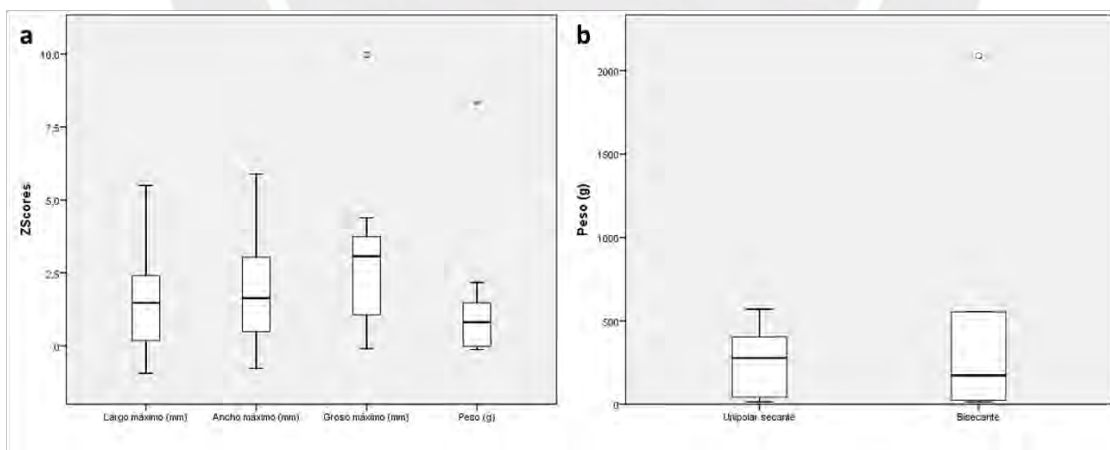 a
10,0
7,5
5,0
2,5
0
ZScores
Largo máximo (mm)
Ancho máximo (mm)
Groso máximo (mm)
Peso (g)
b
2000
1500
1000
500
0
Peso (g)
Unipolar secante
Bisecante